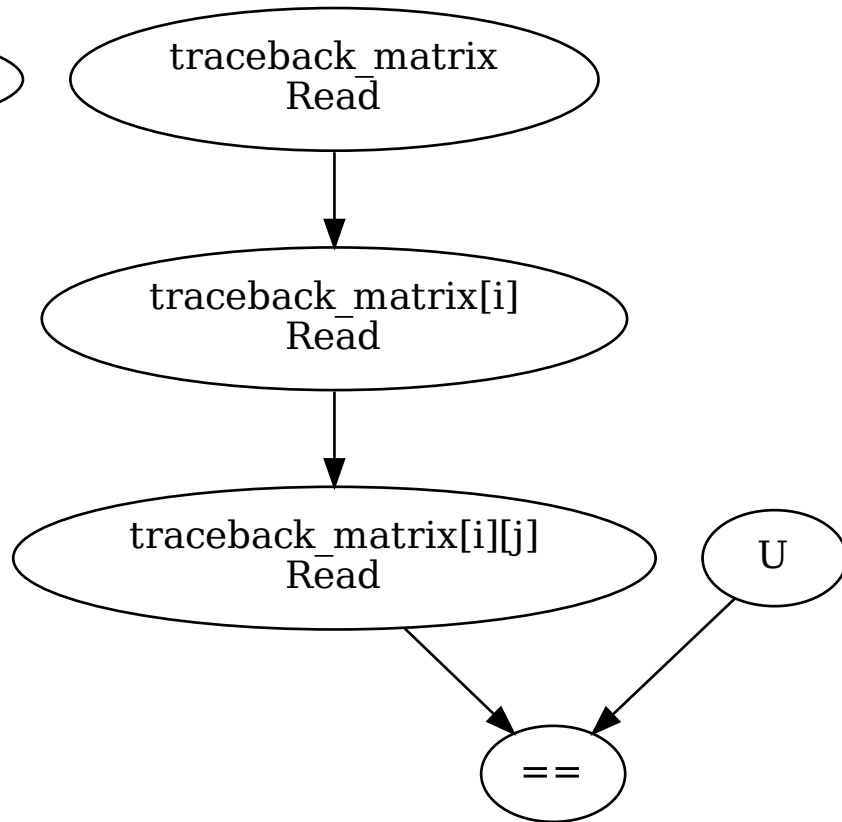 traceback_matrix
Read
traceback_matrix[i]
Read
traceback_matrix[i][j]
Read
U
==